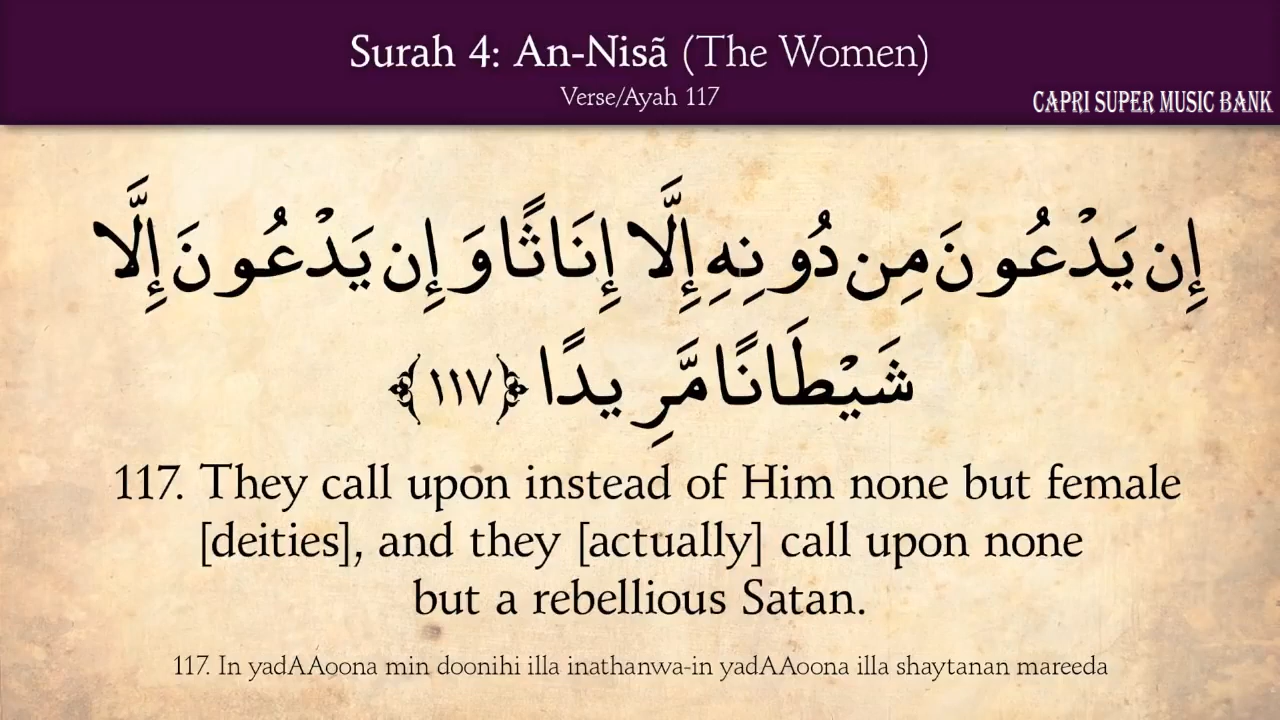 Surah 4: An-Nisã (The Women)
Verse/Ayah 117
CAPRI SUPER MUSIC BANK
إِن يَدْعُونَ مِن دُونِهِ إِلَّا إِنَاثًا وَإِن يَدْعُونَ إِلَّا
شَيْطَانًا مَّرِيدًا ﴿١١٧﴾
117. They call upon instead of Him none but female
[deities], and they [actually] call upon none
but a rebellious Satan.
117. In yadAAoona min doonihi illa inathanwa-in yadAAoona illa shaytanan mareeda